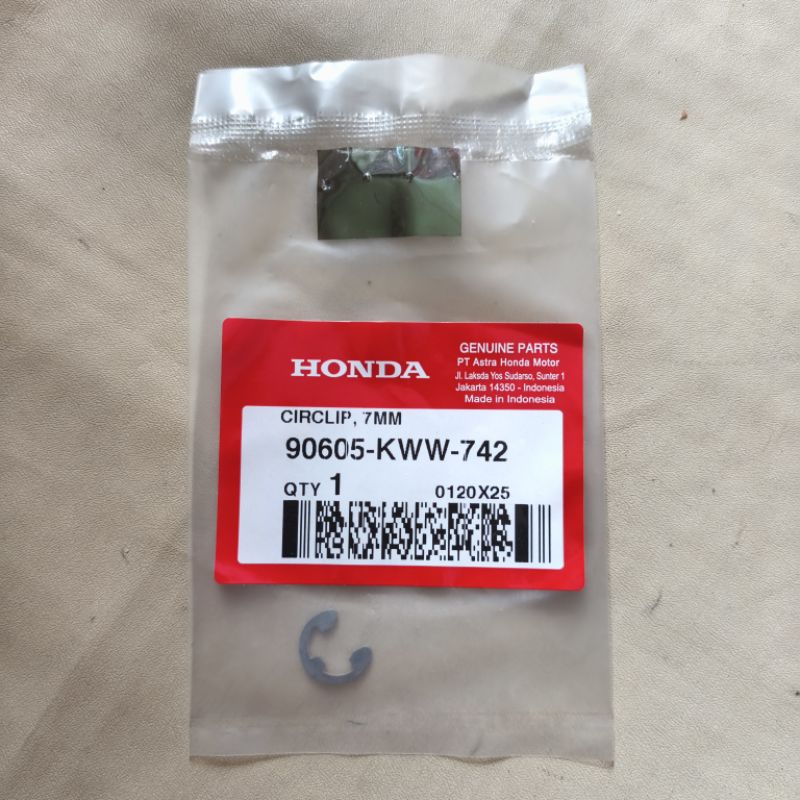 HONDA
GENUINE PARTS
PT Astra Honda Motor
Jl. Laksda Yos Sudarso, Sunter 1
Jakarta 14350 - Indonesia
Made in Indonesia
CIRCLIP, 7MM
90605-KWW-742
QTY 1 0120X25